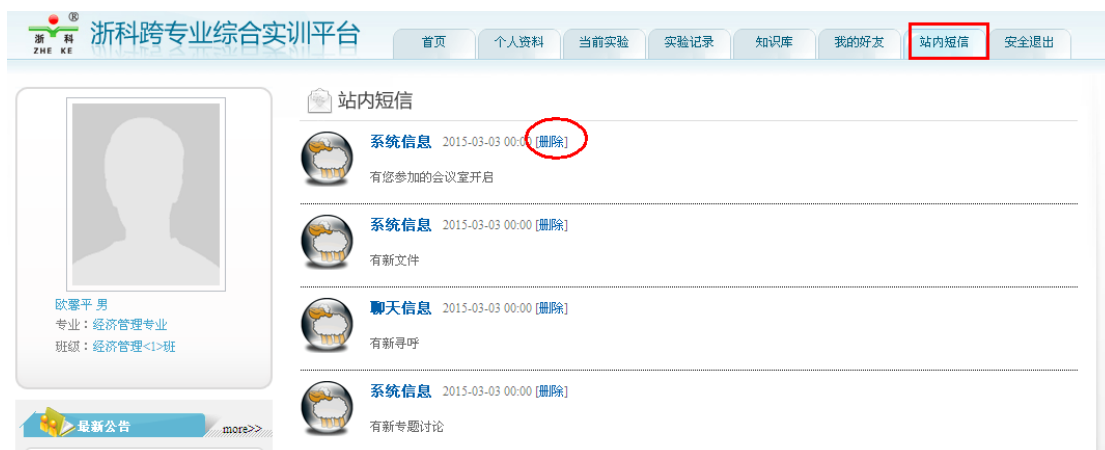 浙 科 ®
ZHE KE
浙科跨专业综合实训平台
首页 个人资料 当前实验 实验记录 知识库 我的好友 站内短信 安全退出
站内短信
系统信息 2015-03-03 00:00 [删除]
有您参加的会议室开启
系统信息 2015-03-03 00:00 [删除]
有新文件
聊天信息 2015-03-03 00:00 [删除]
有新寻呼
系统信息 2015-03-03 00:00 [删除]
有新专题讨论
欧馨平 男
专业：经济管理专业
班级：经济管理<1>班
最新公告 more>>